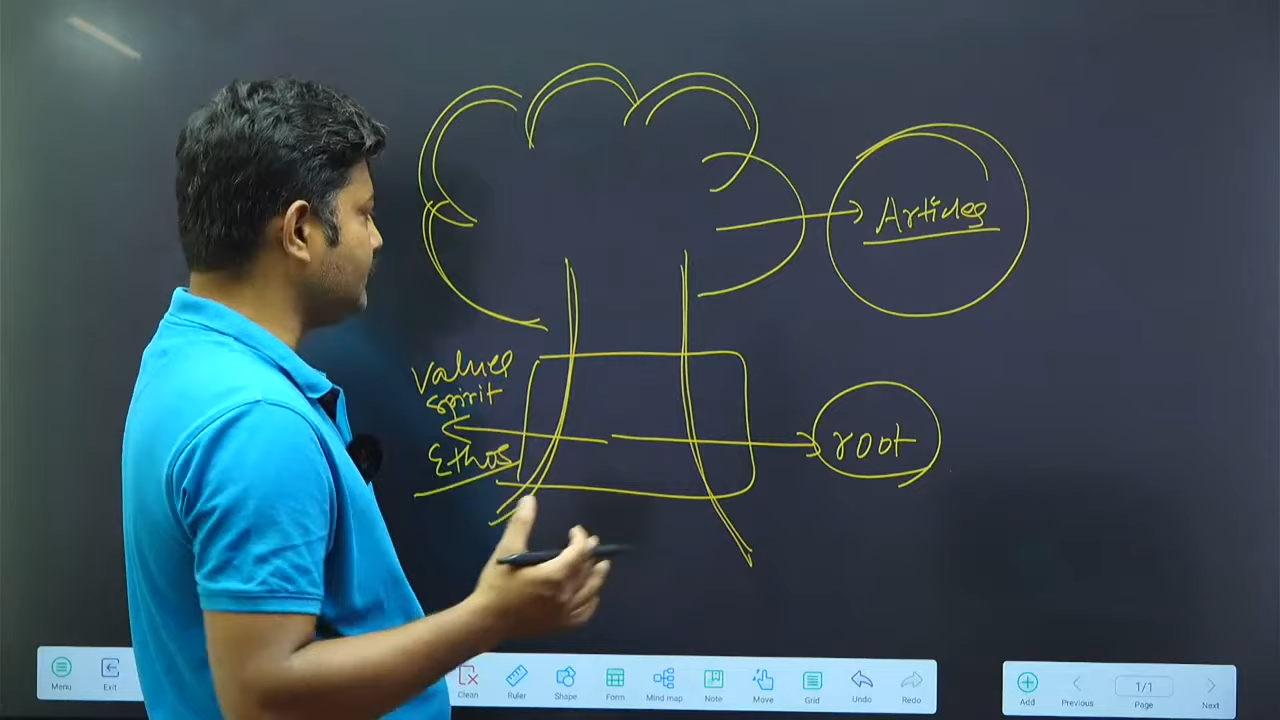 Articles
Values
spirit
Ethos
root
Menu
Exit
Clean
Ruler
Shape
Form
Mind map
Note
Move
Grid
Undo
Redo
Add
Previous
1/1
Page
Next